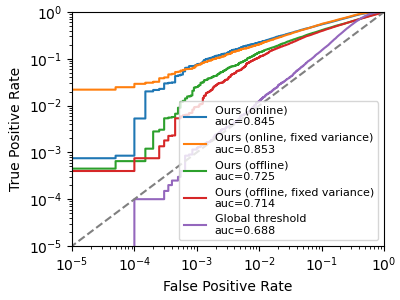 True Positive Rate
10⁰
10⁻¹
10⁻²
10⁻³
10⁻⁴
10⁻⁵
Ours (online)
auc=0.845
Ours (online, fixed variance)
auc=0.853
Ours (offline)
auc=0.725
Ours (offline, fixed variance)
auc=0.714
Global threshold
auc=0.688
10⁻⁵ 10⁻⁴ 10⁻³ 10⁻² 10⁻¹ 10⁰
False Positive Rate